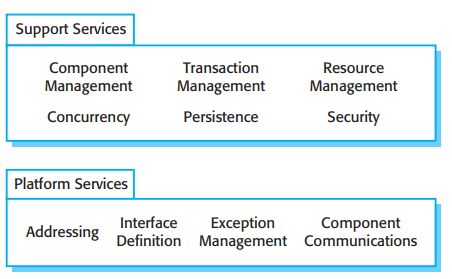 Support Services
Component Transaction Resource
Management Management Management
Concurrency Persistence Security
Platform Services
Addressing Interface Exception Component
Definition Management Communications